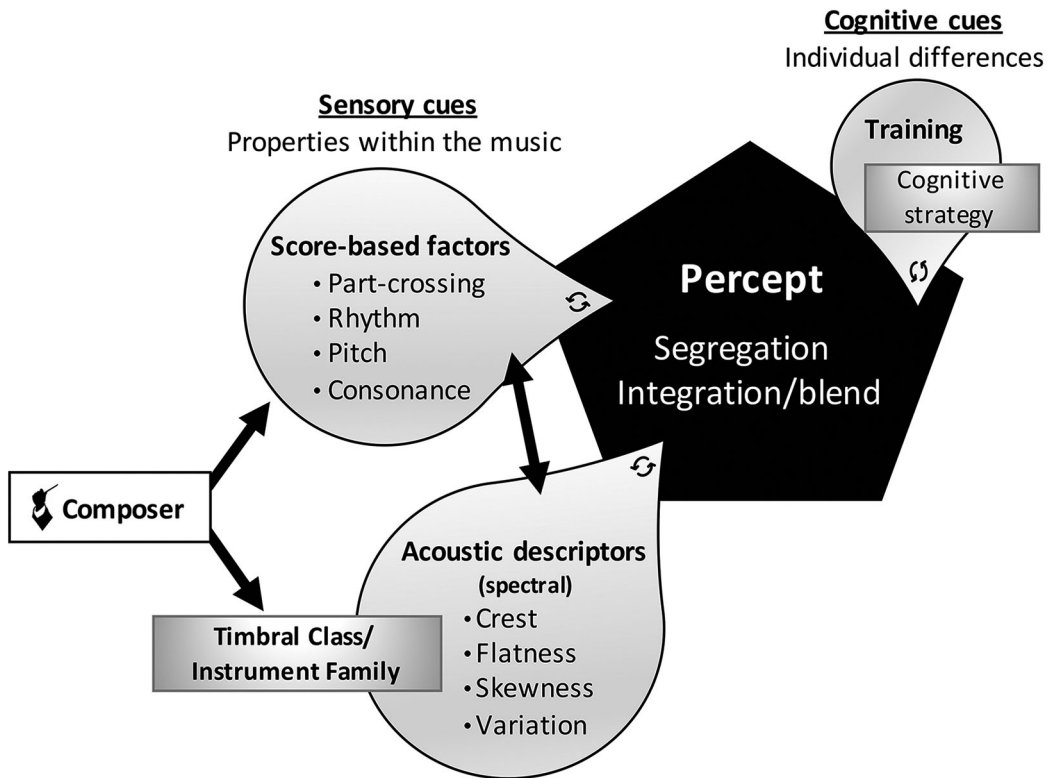 Cognitive cues
Individual differences
Sensory cues
Properties within the music
Training
Cognitive
strategy
Score-based factors
• Part-crossing
• Rhythm
• Pitch
• Consonance
Percept
Segregation
Integration/blend
Composer
Acoustic descriptors
(spectral)
• Crest
• Flatness
• Skewness
• Variation
Timbral Class/
Instrument Family